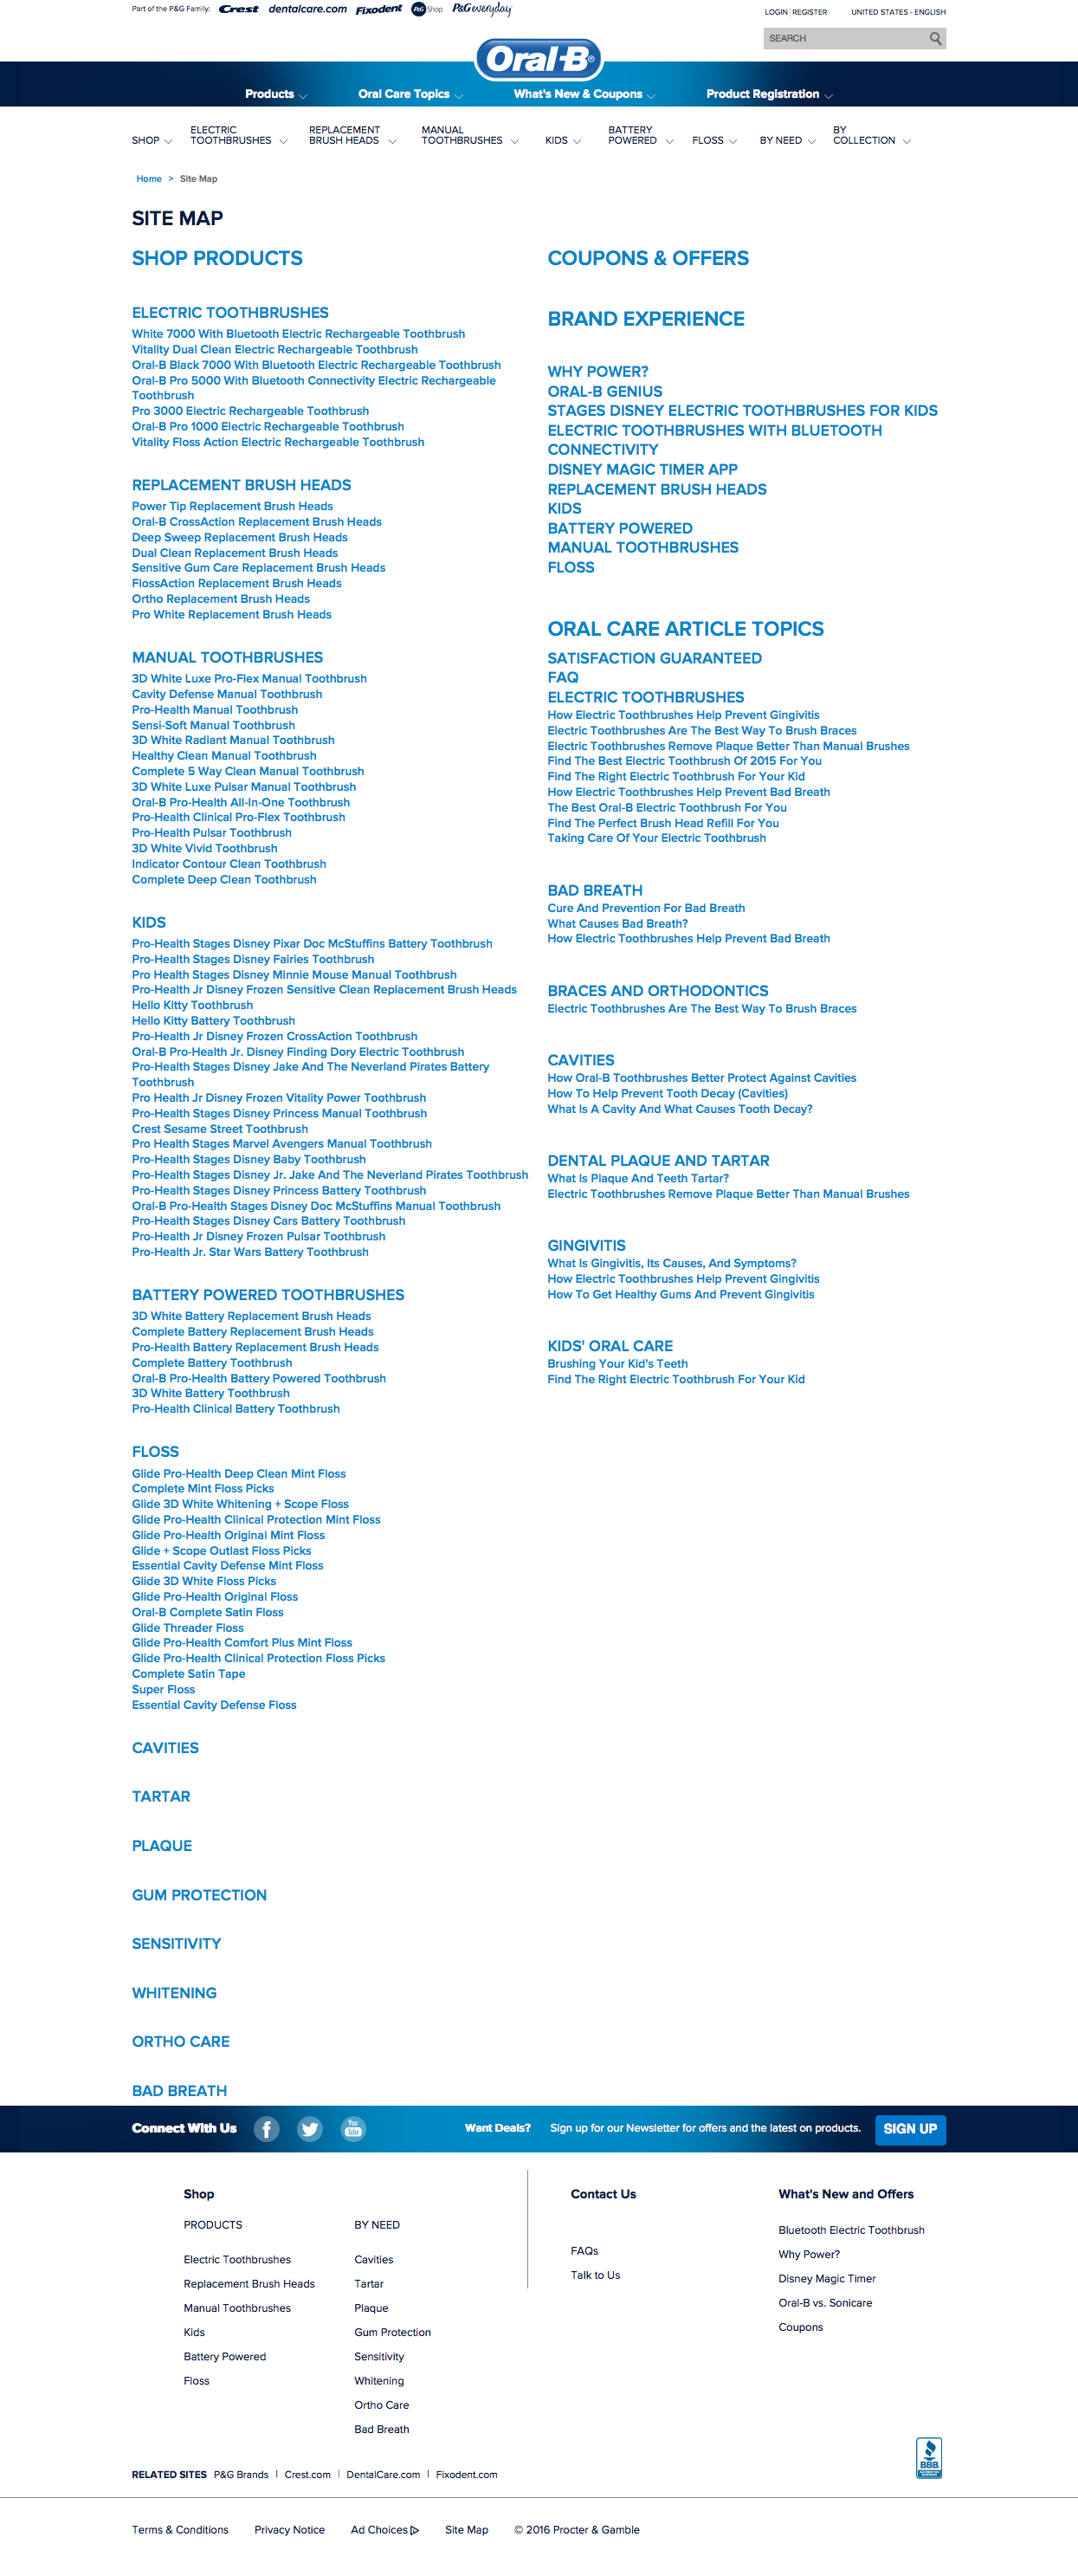 Part of the P&G Family: Crest dentalcare.com Fixodent P&G Shop P&G everyday
LOGIN | REGISTER UNITED STATES - ENGLISH
SEARCH
Oral-B®
Products Oral Care Topics What's New & Coupons Product Registration
SHOP ELECTRIC TOOTHBRUSHES REPLACEMENT BRUSH HEADS MANUAL TOOTHBRUSHES KIDS BATTERY POWERED FLOSS BY NEED BY COLLECTION
Home > Site Map
SITE MAP
SHOP PRODUCTS
ELECTRIC TOOTHBRUSHES
White 7000 With Bluetooth Electric Rechargeable Toothbrush
Vitality Dual Clean Electric Rechargeable Toothbrush
Oral-B Black 7000 With Bluetooth Electric Rechargeable Toothbrush
Oral-B Pro 5000 With Bluetooth Connectivity Electric Rechargeable
Toothbrush
Pro 3000 Electric Rechargeable Toothbrush
Oral-B Pro 1000 Electric Rechargeable Toothbrush
Vitality Floss Action Electric Rechargeable Toothbrush
REPLACEMENT BRUSH HEADS
Power Tip Replacement Brush Heads
Oral-B CrossAction Replacement Brush Heads
Deep Sweep Replacement Brush Heads
Dual Clean Replacement Brush Heads
Sensitive Gum Care Replacement Brush Heads
FlossAction Replacement Brush Heads
Ortho Replacement Brush Heads
Pro White Replacement Brush Heads
MANUAL TOOTHBRUSHES
3D White Luxe Pro-Flex Manual Toothbrush
Cavity Defense Manual Toothbrush
Pro-Health Manual Toothbrush
Sensi-Soft Manual Toothbrush
3D White Radiant Manual Toothbrush
Healthy Clean Manual Toothbrush
Complete 5 Way Clean Manual Toothbrush
3D White Luxe Pulsar Manual Toothbrush
Oral-B Pro-Health All-In-One Toothbrush
Pro-Health Clinical Pro-Flex Toothbrush
Pro-Health Pulsar Toothbrush
3D White Vivid Toothbrush
Indicator Contour Clean Toothbrush
Complete Deep Clean Toothbrush
KIDS
Pro-Health Stages Disney Pixar Doc McStuffins Battery Toothbrush
Pro-Health Stages Disney Fairies Toothbrush
Pro Health Stages Disney Minnie Mouse Manual Toothbrush
Pro-Health Jr Disney Frozen Sensitive Clean Replacement Brush Heads
Hello Kitty Toothbrush
Hello Kitty Battery Toothbrush
Pro-Health Jr Disney Frozen CrossAction Toothbrush
Oral-B Pro-Health Jr. Disney Finding Dory Electric Toothbrush
Pro-Health Stages Disney Jake And The Neverland Pirates Battery
Toothbrush
Pro Health Jr Disney Frozen Vitality Power Toothbrush
Pro-Health Stages Disney Princess Manual Toothbrush
Crest Sesame Street Toothbrush
Pro Health Stages Marvel Avengers Manual Toothbrush
Pro-Health Stages Disney Baby Toothbrush
Pro-Health Stages Disney Jr. Jake And The Neverland Pirates Toothbrush
Pro-Health Stages Disney Princess Battery Toothbrush
Oral-B Pro-Health Stages Disney Doc McStuffins Manual Toothbrush
Pro-Health Stages Disney Cars Battery Toothbrush
Pro-Health Jr Disney Frozen Pulsar Toothbrush
Pro-Health Jr. Star Wars Battery Toothbrush
BATTERY POWERED TOOTHBRUSHES
3D White Battery Replacement Brush Heads
Complete Battery Replacement Brush Heads
Pro-Health Battery Replacement Brush Heads
Complete Battery Toothbrush
Oral-B Pro-Health Battery Powered Toothbrush
3D White Battery Toothbrush
Pro-Health Clinical Battery Toothbrush
FLOSS
Glide Pro-Health Deep Clean Mint Floss
Complete Mint Floss Picks
Glide 3D White Whitening + Scope Floss
Glide Pro-Health Clinical Protection Mint Floss
Glide Pro-Health Original Mint Floss
Glide + Scope Outlast Floss Picks
Essential Cavity Defense Mint Floss
Glide 3D White Floss Picks
Glide Pro-Health Original Floss
Oral-B Complete Satin Floss
Glide Threader Floss
Glide Pro-Health Comfort Plus Mint Floss
Glide Pro-Health Clinical Protection Floss Picks
Complete Satin Tape
Super Floss
Essential Cavity Defense Floss
CAVITIES
TARTAR
PLAQUE
GUM PROTECTION
SENSITIVITY
WHITENING
ORTHO CARE
BAD BREATH
COUPONS & OFFERS
BRAND EXPERIENCE
WHY POWER?
ORAL-B GENIUS
STAGES DISNEY ELECTRIC TOOTHBRUSHES FOR KIDS
ELECTRIC TOOTHBRUSHES WITH BLUETOOTH
CONNECTIVITY
DISNEY MAGIC TIMER APP
REPLACEMENT BRUSH HEADS
KIDS
BATTERY POWERED
MANUAL TOOTHBRUSHES
FLOSS
ORAL CARE ARTICLE TOPICS
SATISFACTION GUARANTEED
FAQ
ELECTRIC TOOTHBRUSHES
How Electric Toothbrushes Help Prevent Gingivitis
Electric Toothbrushes Are The Best Way To Brush Braces
Electric Toothbrushes Remove Plaque Better Than Manual Brushes
Find The Best Electric Toothbrush Of 2015 For You
Find The Right Electric Toothbrush For Your Kid
How Electric Toothbrushes Help Prevent Bad Breath
The Best Oral-B Electric Toothbrush For You
Find The Perfect Brush Head Refill For You
Taking Care Of Your Electric Toothbrush
BAD BREATH
Cure And Prevention For Bad Breath
What Causes Bad Breath?
How Electric Toothbrushes Help Prevent Bad Breath
BRACES AND ORTHODONTICS
Electric Toothbrushes Are The Best Way To Brush Braces
CAVITIES
How Oral-B Toothbrushes Better Protect Against Cavities
How To Help Prevent Tooth Decay (Cavities)
What Is A Cavity And What Causes Tooth Decay?
DENTAL PLAQUE AND TARTAR
What Is Plaque And Teeth Tartar?
Electric Toothbrushes Remove Plaque Better Than Manual Brushes
GINGIVITIS
What Is Gingivitis, Its Causes, And Symptoms?
How Electric Toothbrushes Help Prevent Gingivitis
How To Get Healthy Gums And Prevent Gingivitis
KIDS' ORAL CARE
Brushing Your Kid's Teeth
Find The Right Electric Toothbrush For Your Kid
Connect With Us You Tube Want Deals? Sign up for our Newsletter for offers and the latest on products. SIGN UP
Shop
PRODUCTS
Electric Toothbrushes
Replacement Brush Heads
Manual Toothbrushes
Kids
Battery Powered
Floss
BY NEED
Cavities
Tartar
Plaque
Gum Protection
Sensitivity
Whitening
Ortho Care
Bad Breath
Contact Us
FAQs
Talk to Us
What's New and Offers
Bluetooth Electric Toothbrush
Why Power?
Disney Magic Timer
Oral-B vs. Sonicare
Coupons
BBB
RELATED SITES P&G Brands | Crest.com | DentalCare.com | Fixodent.com
Terms & Conditions Privacy Notice Ad Choices Site Map © 2016 Procter & Gamble